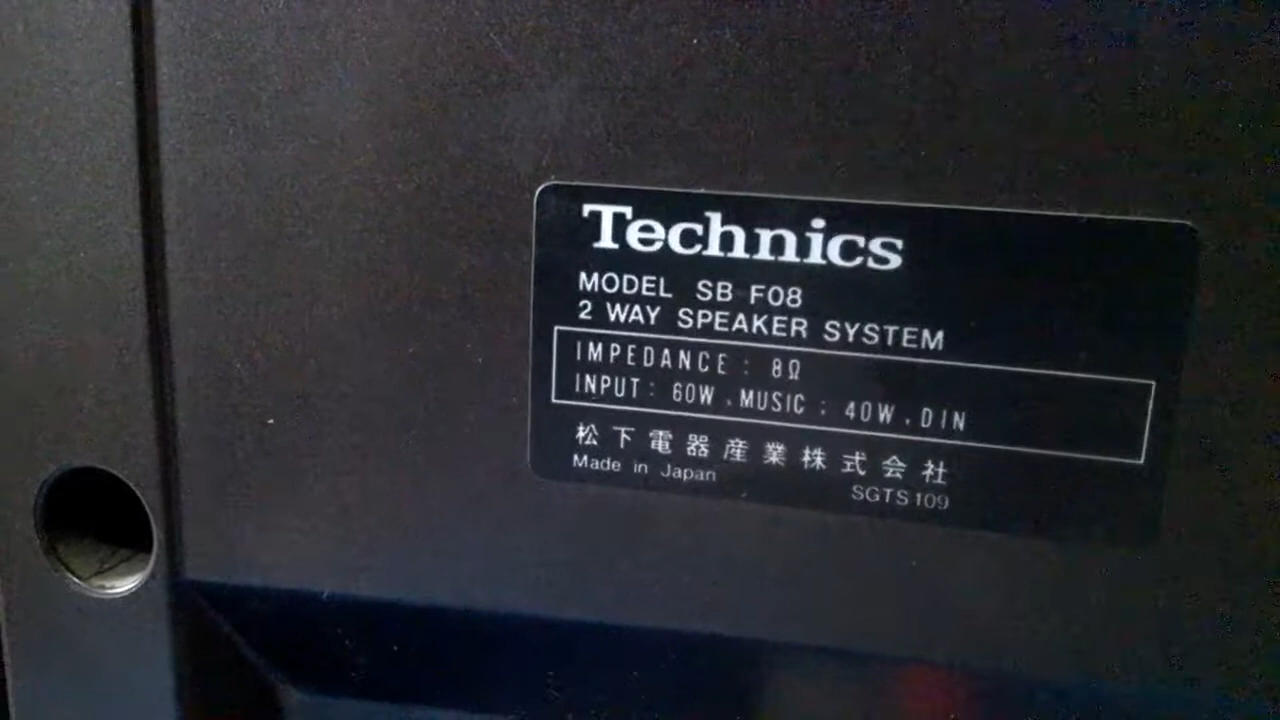 Technics
MODEL SB F08
2 WAY SPEAKER SYSTEM
IMPEDANCE : 8Ω
INPUT : 60W , MUSIC ; 40W , DIN
松下電器産業株式会社
Made in Japan
SGTS109